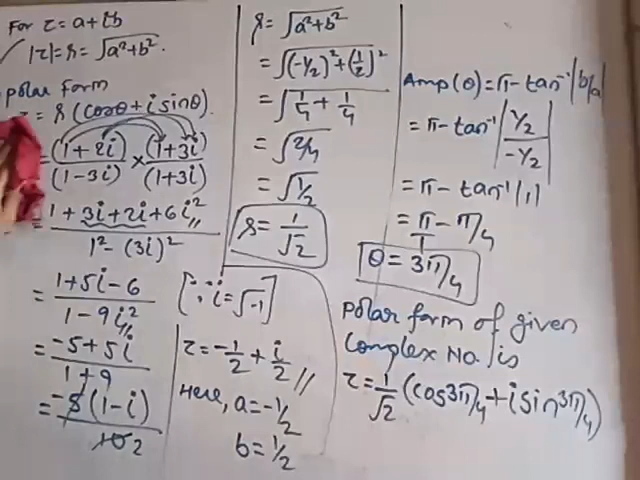 For z = a + ib
|z| = r = √a²+b².
polar form
z = r (cosθ + i sinθ).
= (1+2i)/(1-3i) × (1+3i)/(1+3i)
= 1 + 3i + 2i + 6i² / 1² - (3i)²
= 1 + 5i - 6 / 1 - 9i²
= -5 + 5i / 1 + 9
= -5(1-i) / 10 2
[∵ i = √-1]
z = -1/2 + i/2 //
Here, a = -1/2
b = 1/2
r = √a²+b²
= √(-1/2)² + (1/2)²
= √1/4 + 1/4
= √2/4
= √1/2
r = 1/√2
Amp(θ) = π - tan⁻¹|b/a|
= π - tan⁻¹ |1/2 / -1/2|
= π - tan⁻¹|1|
= π/1 - π/4
θ = 3π/4
polar form of given
Complex No. is
z = 1/√2 (cos 3π/4 + i sin 3π/4)